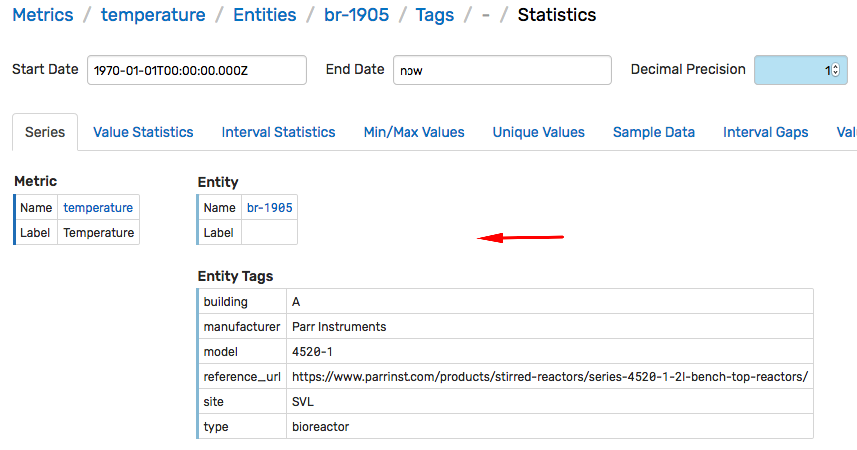 Metrics / temperature / Entities / br-1905 / Tags / - / Statistics
Start Date 1970-01-01T00:00:00.000Z End Date now Decimal Precision 1
Series Value Statistics Interval Statistics Min/Max Values Unique Values Sample Data Interval Gaps Val
Metric Entity
Name temperature Name br-1905
Label Temperature Label
Entity Tags
building A
manufacturer Parr Instruments
model 4520-1
reference_url https://www.parrinst.com/products/stirred-reactors/series-4520-1-2l-bench-top-reactors/
site SVL
type bioreactor